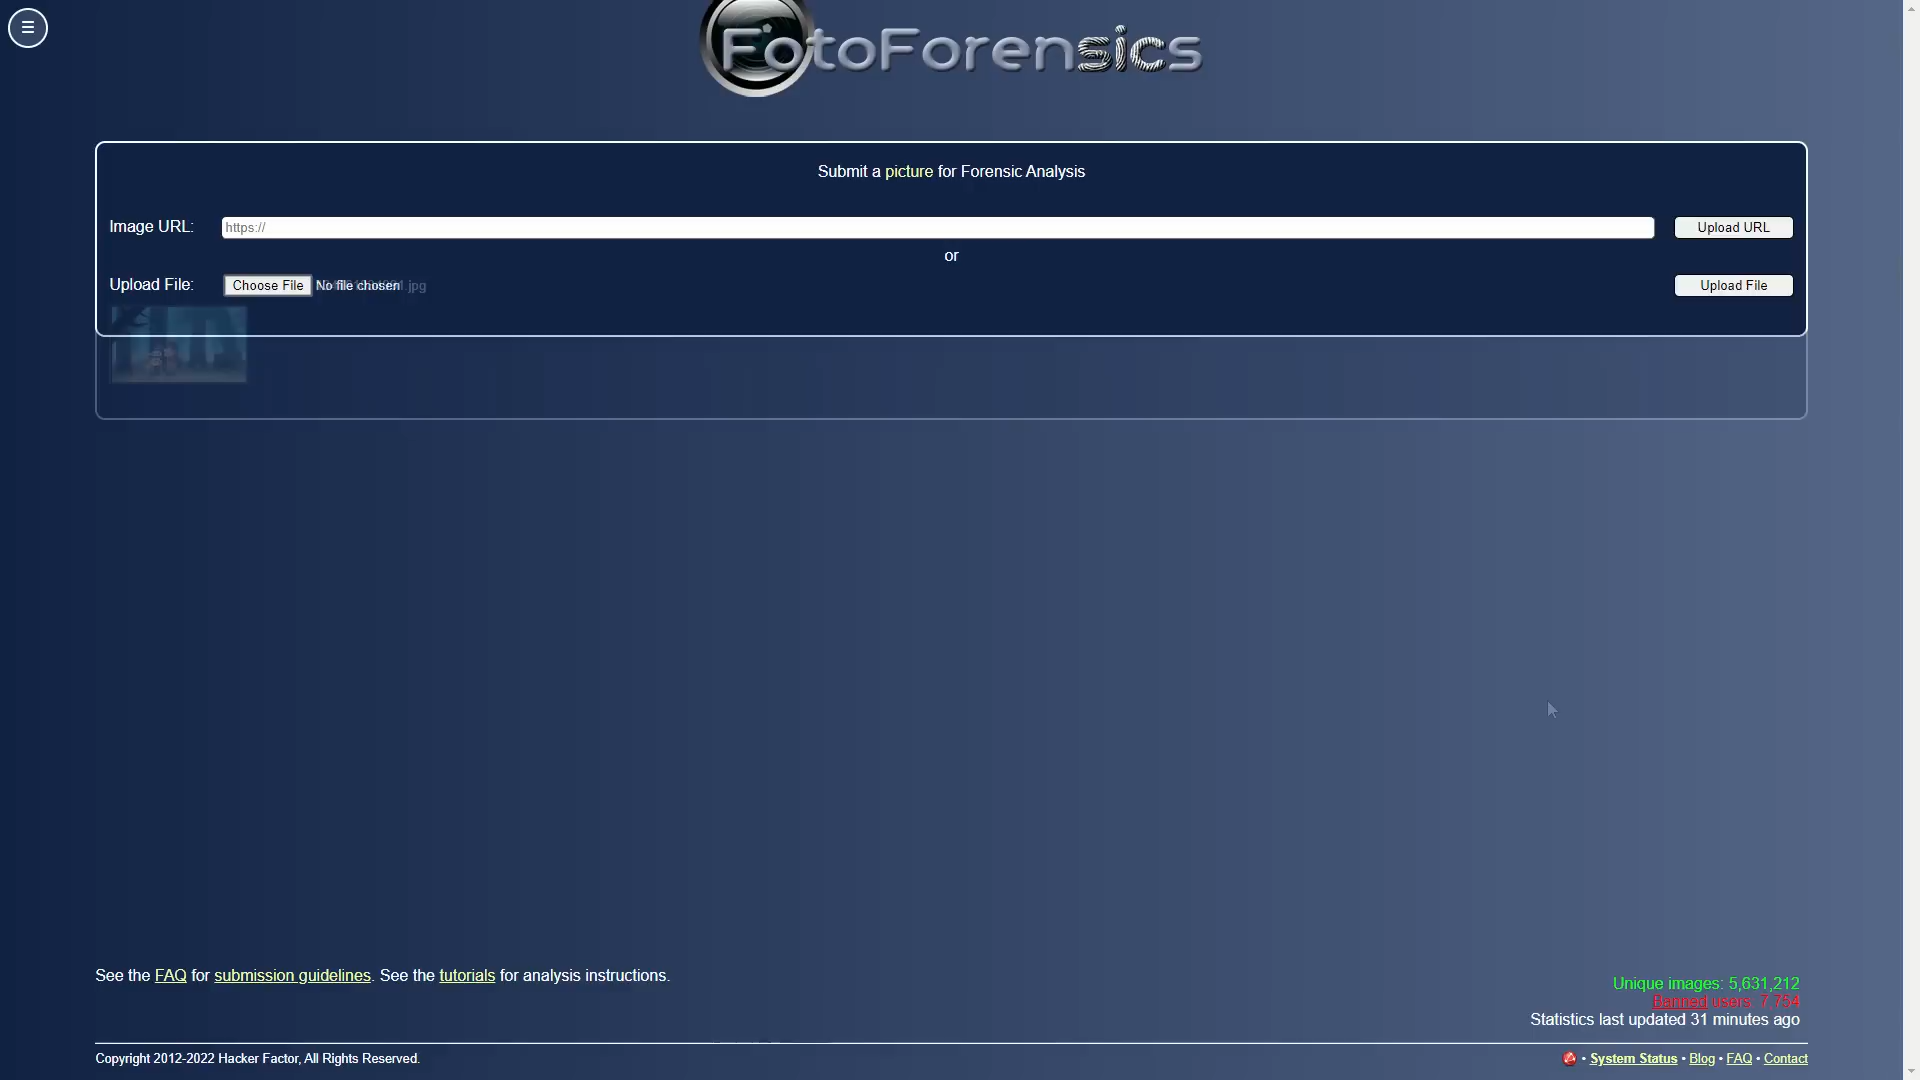 ☰
FotoForensics
Submit a picture for Forensic Analysis
Image URL: https:// Upload URL
or
Upload File: Choose File No file chosen .jpg Upload File
See the FAQ for submission guidelines. See the tutorials for analysis instructions.
Unique images: 5,631,212
Banned users: 7,754
Statistics last updated 31 minutes ago
Copyright 2012-2022 Hacker Factor, All Rights Reserved.
• System Status • Blog • FAQ • Contact